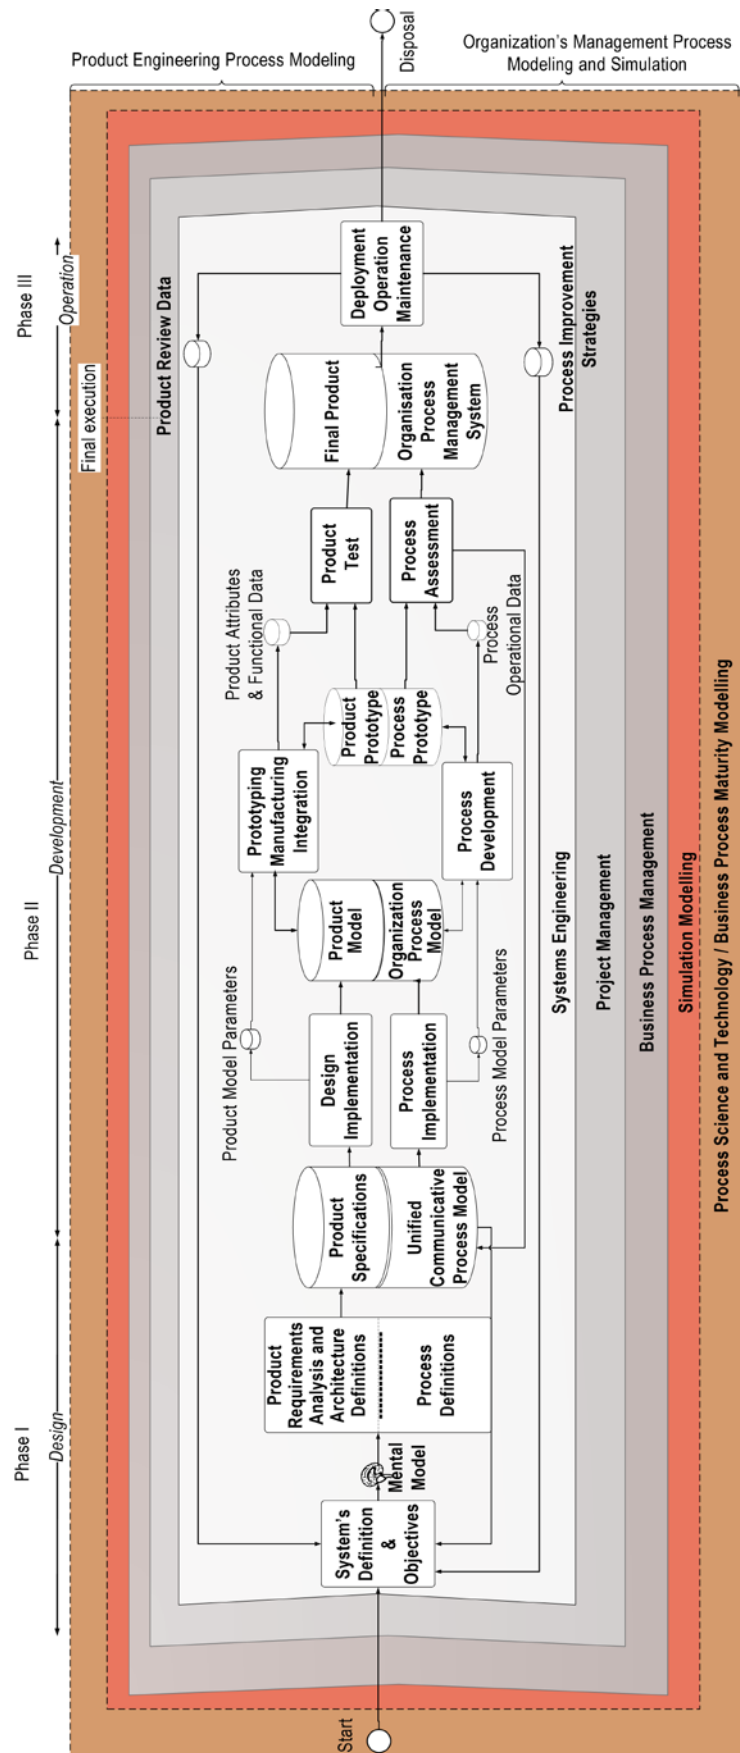 Product Engineering Process Modeling
Organization's Management Process
Modeling and Simulation
Phase I
Phase II
Phase III
Design
Development
Operation
Final execution
Start
System's
Definition
&
Objectives
Mental
Model
Product
Requirements
Analysis and
Architecture
Definitions
Process
Definitions
Product
Specifications
Unified
Communicative
Process Model
Design
Implementation
Process
Implementation
Product Model Parameters
Process Model Parameters
Product
Model
Organization
Process
Model
Prototyping
Manufacturing
Integration
Process
Development
Product
Prototype
Process
Prototype
Product Attributes
& Functional Data
Process
Operational Data
Product
Test
Process
Assessment
Final Product
Organisation
Process
Management
System
Deployment
Operation
Maintenance
Product Review Data
Process Improvement
Strategies
Disposal
Systems Engineering
Project Management
Business Process Management
Simulation Modelling
Process Science and Technology / Business Process Maturity Modelling